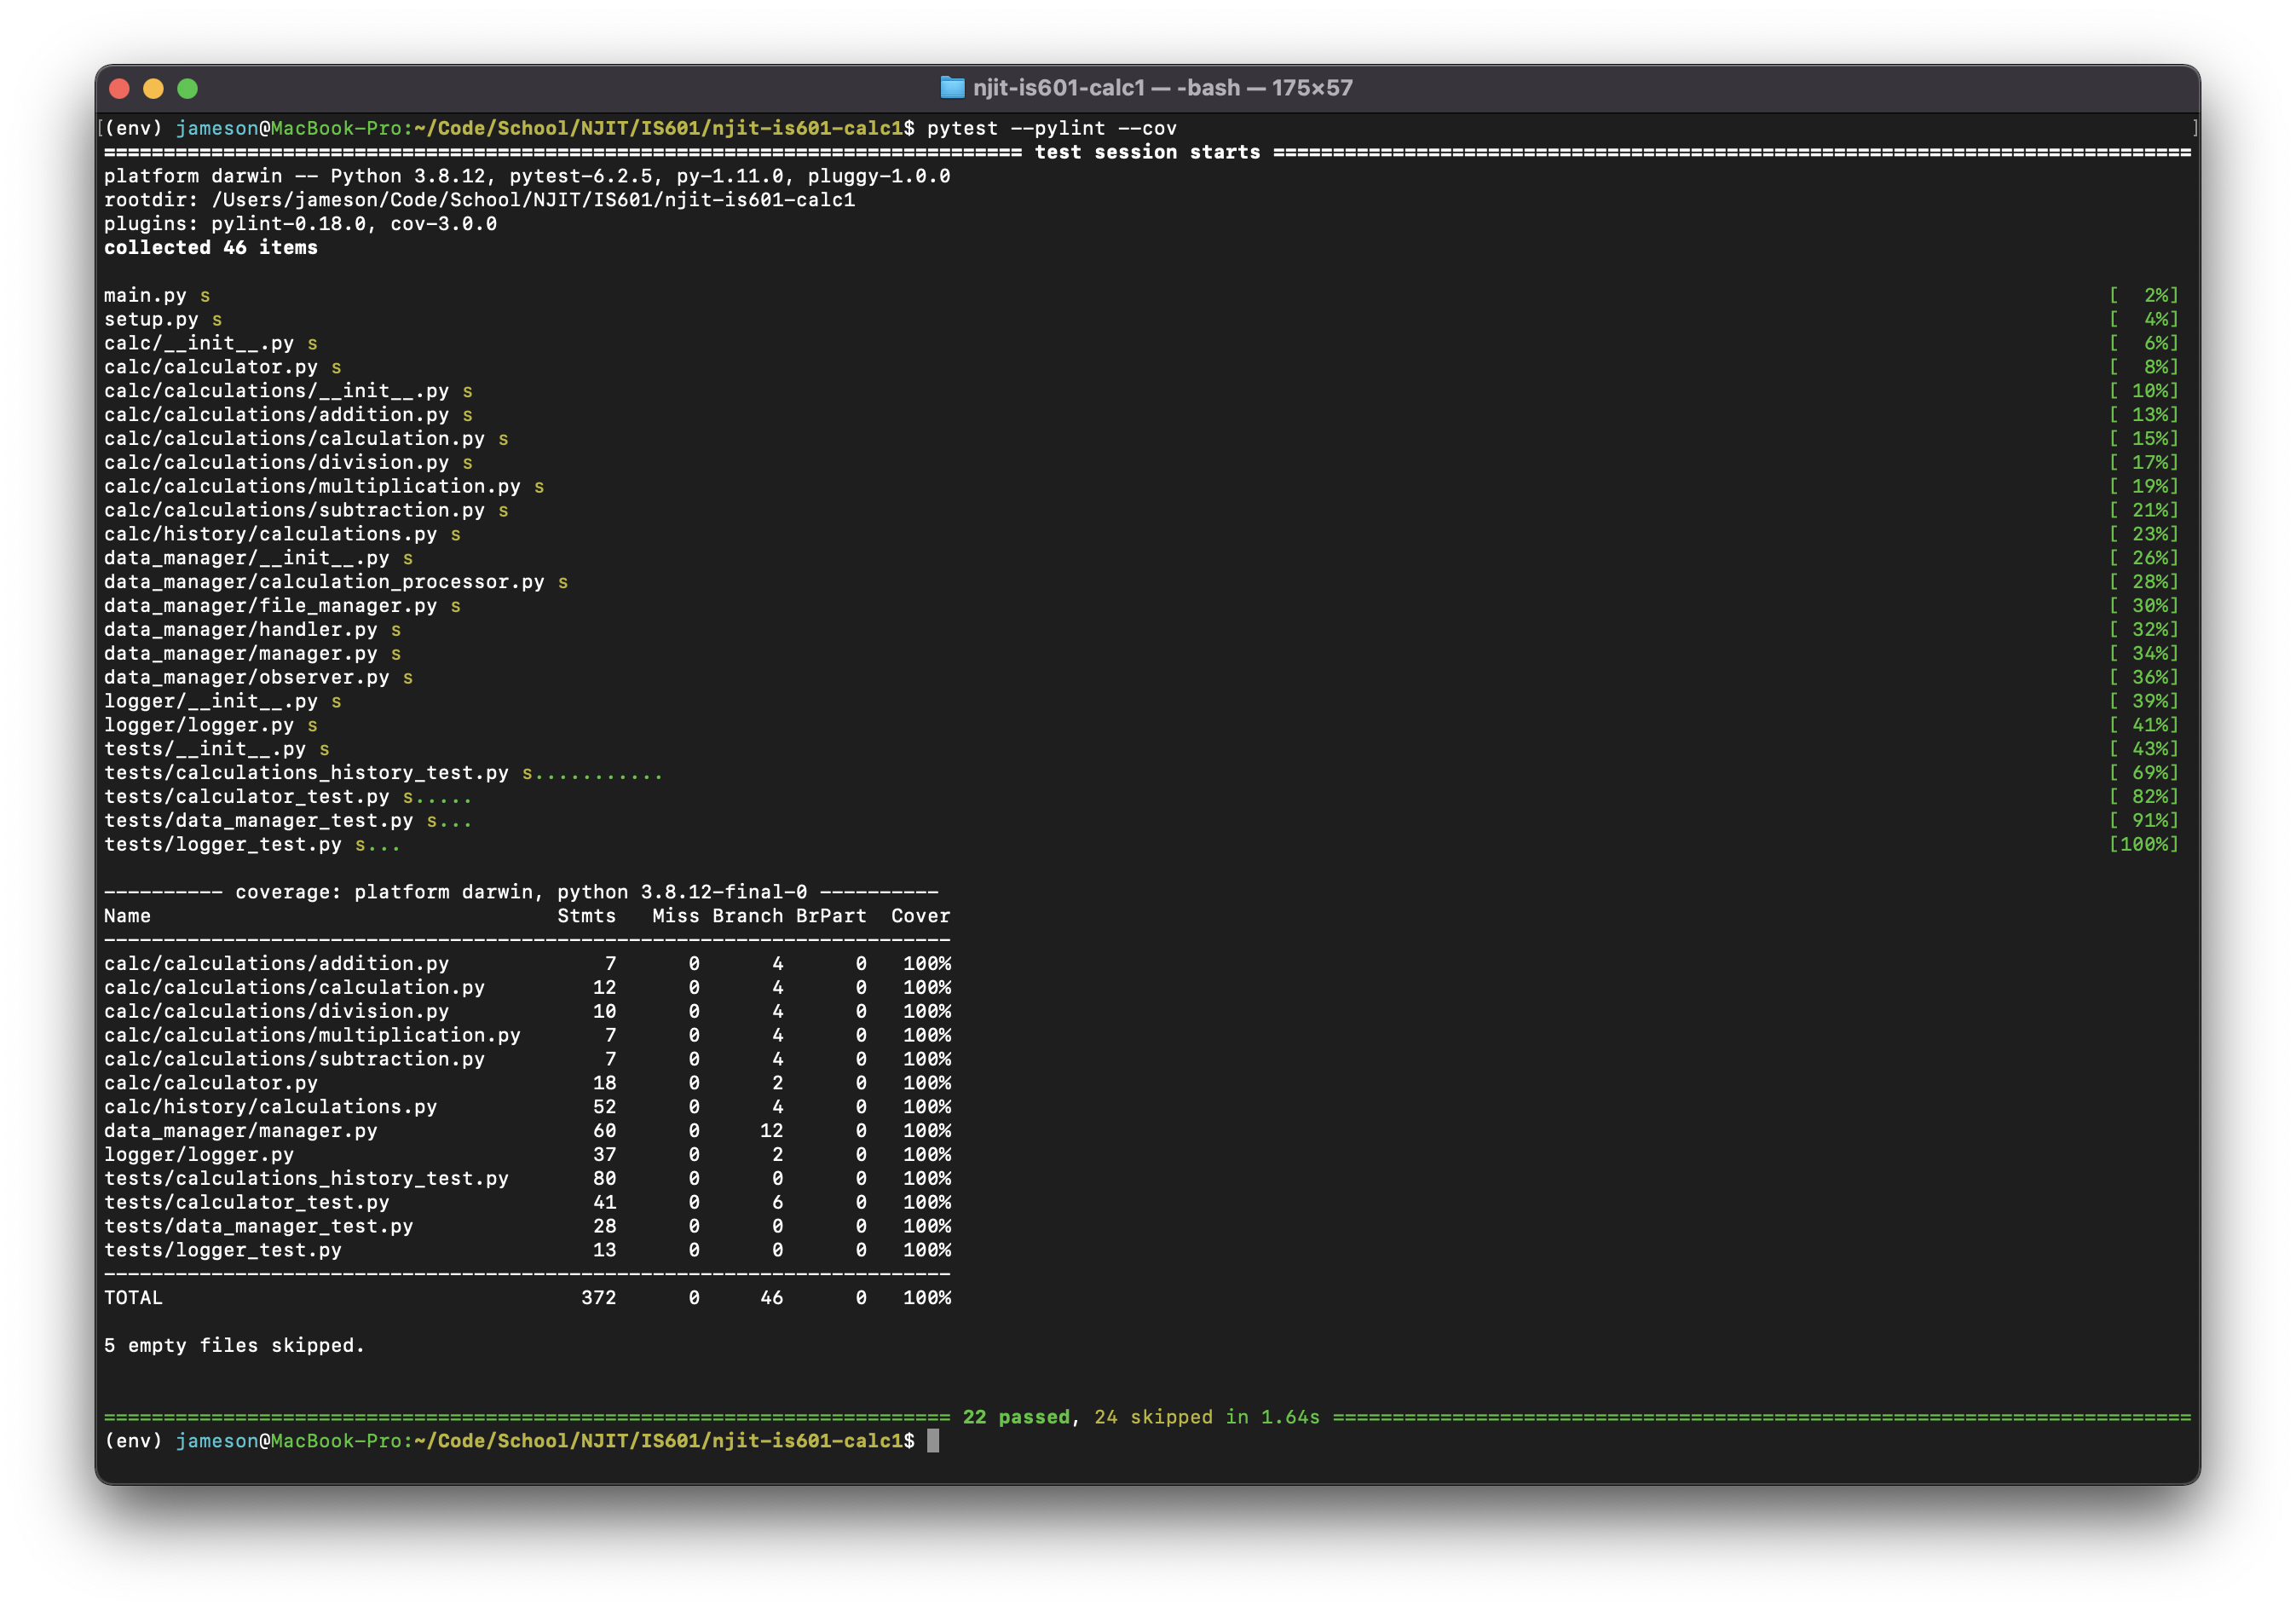 njit-is601-calc1 — -bash — 175×57
[(env) jameson@MacBook-Pro:~/Code/School/NJIT/IS601/njit-is601-calc1$ pytest --pylint --cov ]
============================================================================= test session starts =============================================================================
platform darwin -- Python 3.8.12, pytest-6.2.5, py-1.11.0, pluggy-1.0.0
rootdir: /Users/jameson/Code/School/NJIT/IS601/njit-is601-calc1
plugins: pylint-0.18.0, cov-3.0.0
collected 46 items
main.py s [  2%]
setup.py s [  4%]
calc/__init__.py s [  6%]
calc/calculator.py s [  8%]
calc/calculations/__init__.py s [ 10%]
calc/calculations/addition.py s [ 13%]
calc/calculations/calculation.py s [ 15%]
calc/calculations/division.py s [ 17%]
calc/calculations/multiplication.py s [ 19%]
calc/calculations/subtraction.py s [ 21%]
calc/history/calculations.py s [ 23%]
data_manager/__init__.py s [ 26%]
data_manager/calculation_processor.py s [ 28%]
data_manager/file_manager.py s [ 30%]
data_manager/handler.py s [ 32%]
data_manager/manager.py s [ 34%]
data_manager/observer.py s [ 36%]
logger/__init__.py s [ 39%]
logger/logger.py s [ 41%]
tests/__init__.py s [ 43%]
tests/calculations_history_test.py s........... [ 69%]
tests/calculator_test.py s..... [ 82%]
tests/data_manager_test.py s... [ 91%]
tests/logger_test.py s... [100%]
---------- coverage: platform darwin, python 3.8.12-final-0 ----------
Name                                  Stmts   Miss Branch BrPart  Cover
-----------------------------------------------------------------------
calc/calculations/addition.py             7      0      4      0   100%
calc/calculations/calculation.py         12      0      4      0   100%
calc/calculations/division.py            10      0      4      0   100%
calc/calculations/multiplication.py       7      0      4      0   100%
calc/calculations/subtraction.py          7      0      4      0   100%
calc/calculator.py                       18      0      2      0   100%
calc/history/calculations.py             52      0      4      0   100%
data_manager/manager.py                  60      0     12      0   100%
logger/logger.py                         37      0      2      0   100%
tests/calculations_history_test.py       80      0      0      0   100%
tests/calculator_test.py                 41      0      6      0   100%
tests/data_manager_test.py               28      0      0      0   100%
tests/logger_test.py                     13      0      0      0   100%
-----------------------------------------------------------------------
TOTAL                                   372      0     46      0   100%
5 empty files skipped.
======================================================================= 22 passed, 24 skipped in 1.64s ========================================================================
(env) jameson@MacBook-Pro:~/Code/School/NJIT/IS601/njit-is601-calc1$